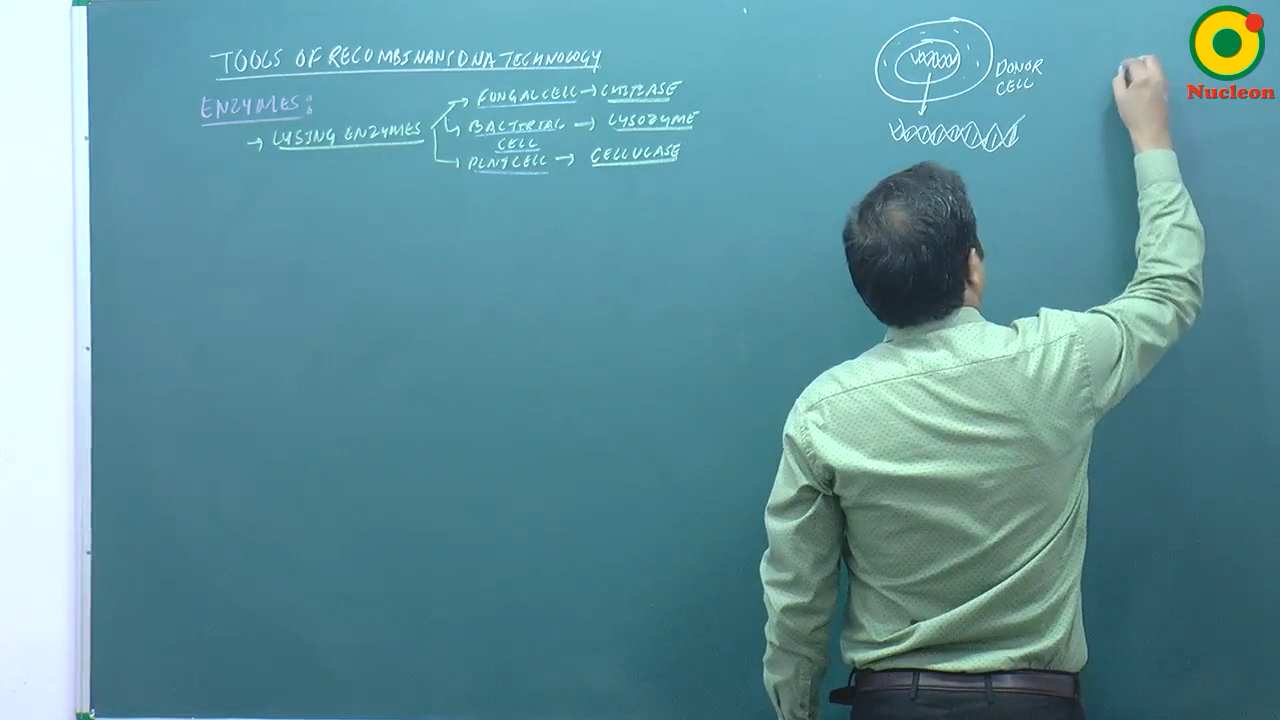 TOOLS OF RECOMBINANT DNA TECHNOLOGY
ENZYMES:
→ LYSING ENZYMES
FUNGAL CELL → CHITINASE
BACTERIAL CELL → LYSOZYME
PLNT CELL → CELLULASE
DONOR
CELL
Nucleon